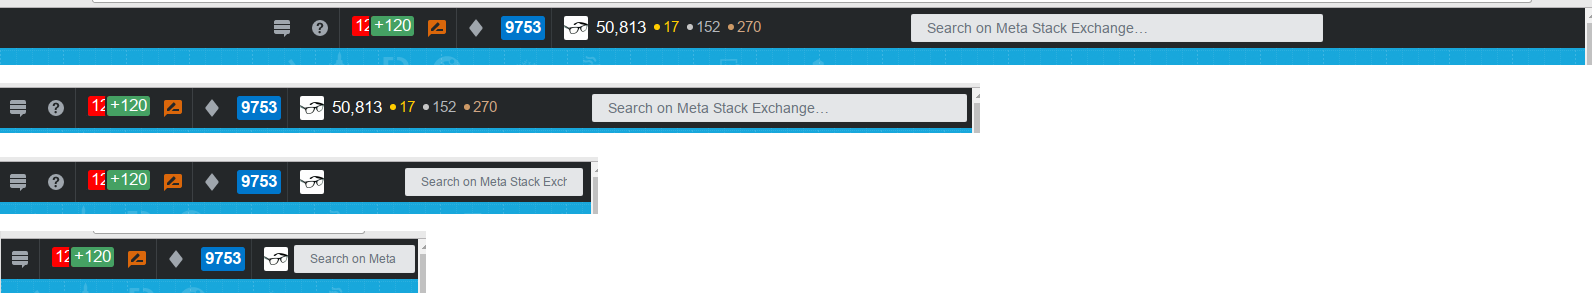 ? 12 +120 9753 50,813 17 152 270 Search on Meta Stack Exchange...
? 12 +120 9753 50,813 17 152 270 Search on Meta Stack Exchange...
? 12 +120 9753 Search on Meta Stack Exch
12 +120 9753 Search on Meta